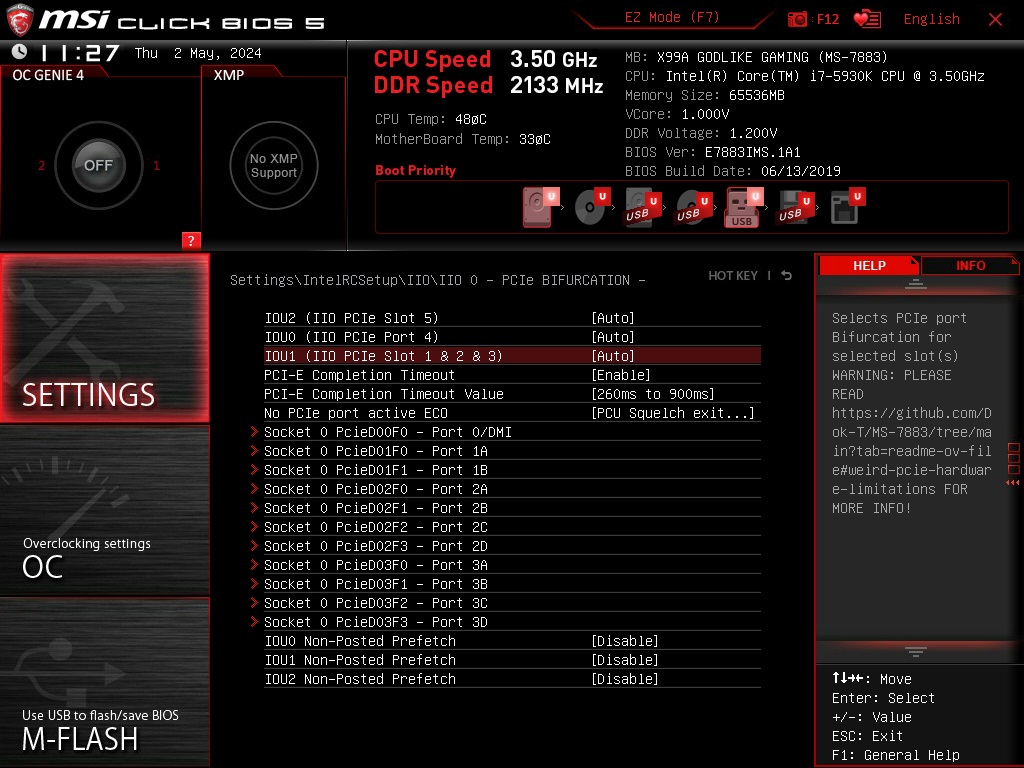 msi CLICK BIOS 5
EZ Mode (F7)
: F12
English
11:27 Thu 2 May, 2024
OC GENIE 4
XMP
2 OFF 1
No XMP
Support
?
CPU Speed 3.50 GHz
DDR Speed 2133 MHz
CPU Temp: 48øC
MotherBoard Temp: 33øC
MB: X99A GODLIKE GAMING (MS-7883)
CPU: Intel(R) Core(TM) i7-5930K CPU @ 3.50GHz
Memory Size: 65536MB
VCore: 1.000V
DDR Voltage: 1.200V
BIOS Ver: E7883IMS.1A1
BIOS Build Date: 06/13/2019
Boot Priority
U U U USB U USB U USB U USB U
SETTINGS
Overclocking settings
OC
Use USB to flash/save BIOS
M-FLASH
Settings\IntelRCSetup\IIO\IIO 0 - PCIe BIFURCATION -
HOT KEY |
IOU2 (IIO PCIe Slot 5) [Auto]
IOU0 (IIO PCIe Port 4) [Auto]
IOU1 (IIO PCIe Slot 1 & 2 & 3) [Auto]
PCI-E Completion Timeout [Enable]
PCI-E Completion Timeout Value [260ms to 900ms]
No PCIe port active ECO [PCU Squelch exit...]
> Socket 0 PcieD00F0 - Port 0/DMI
> Socket 0 PcieD01F0 - Port 1A
> Socket 0 PcieD01F1 - Port 1B
> Socket 0 PcieD02F0 - Port 2A
> Socket 0 PcieD02F1 - Port 2B
> Socket 0 PcieD02F2 - Port 2C
> Socket 0 PcieD02F3 - Port 2D
> Socket 0 PcieD03F0 - Port 3A
> Socket 0 PcieD03F1 - Port 3B
> Socket 0 PcieD03F2 - Port 3C
> Socket 0 PcieD03F3 - Port 3D
IOU0 Non-Posted Prefetch [Disable]
IOU1 Non-Posted Prefetch [Disable]
IOU2 Non-Posted Prefetch [Disable]
HELP
INFO
Selects PCIe port
Bifurcation for
selected slot(s)
WARNING: PLEASE
READ
https://github.com/D
ok-T/MS-7883/tree/ma
in?tab=readme-ov-fil
e#weird-pcie-hardwar
e-limitations FOR
MORE INFO!
↑↓→←: Move
Enter: Select
+/-: Value
ESC: Exit
F1: General Help